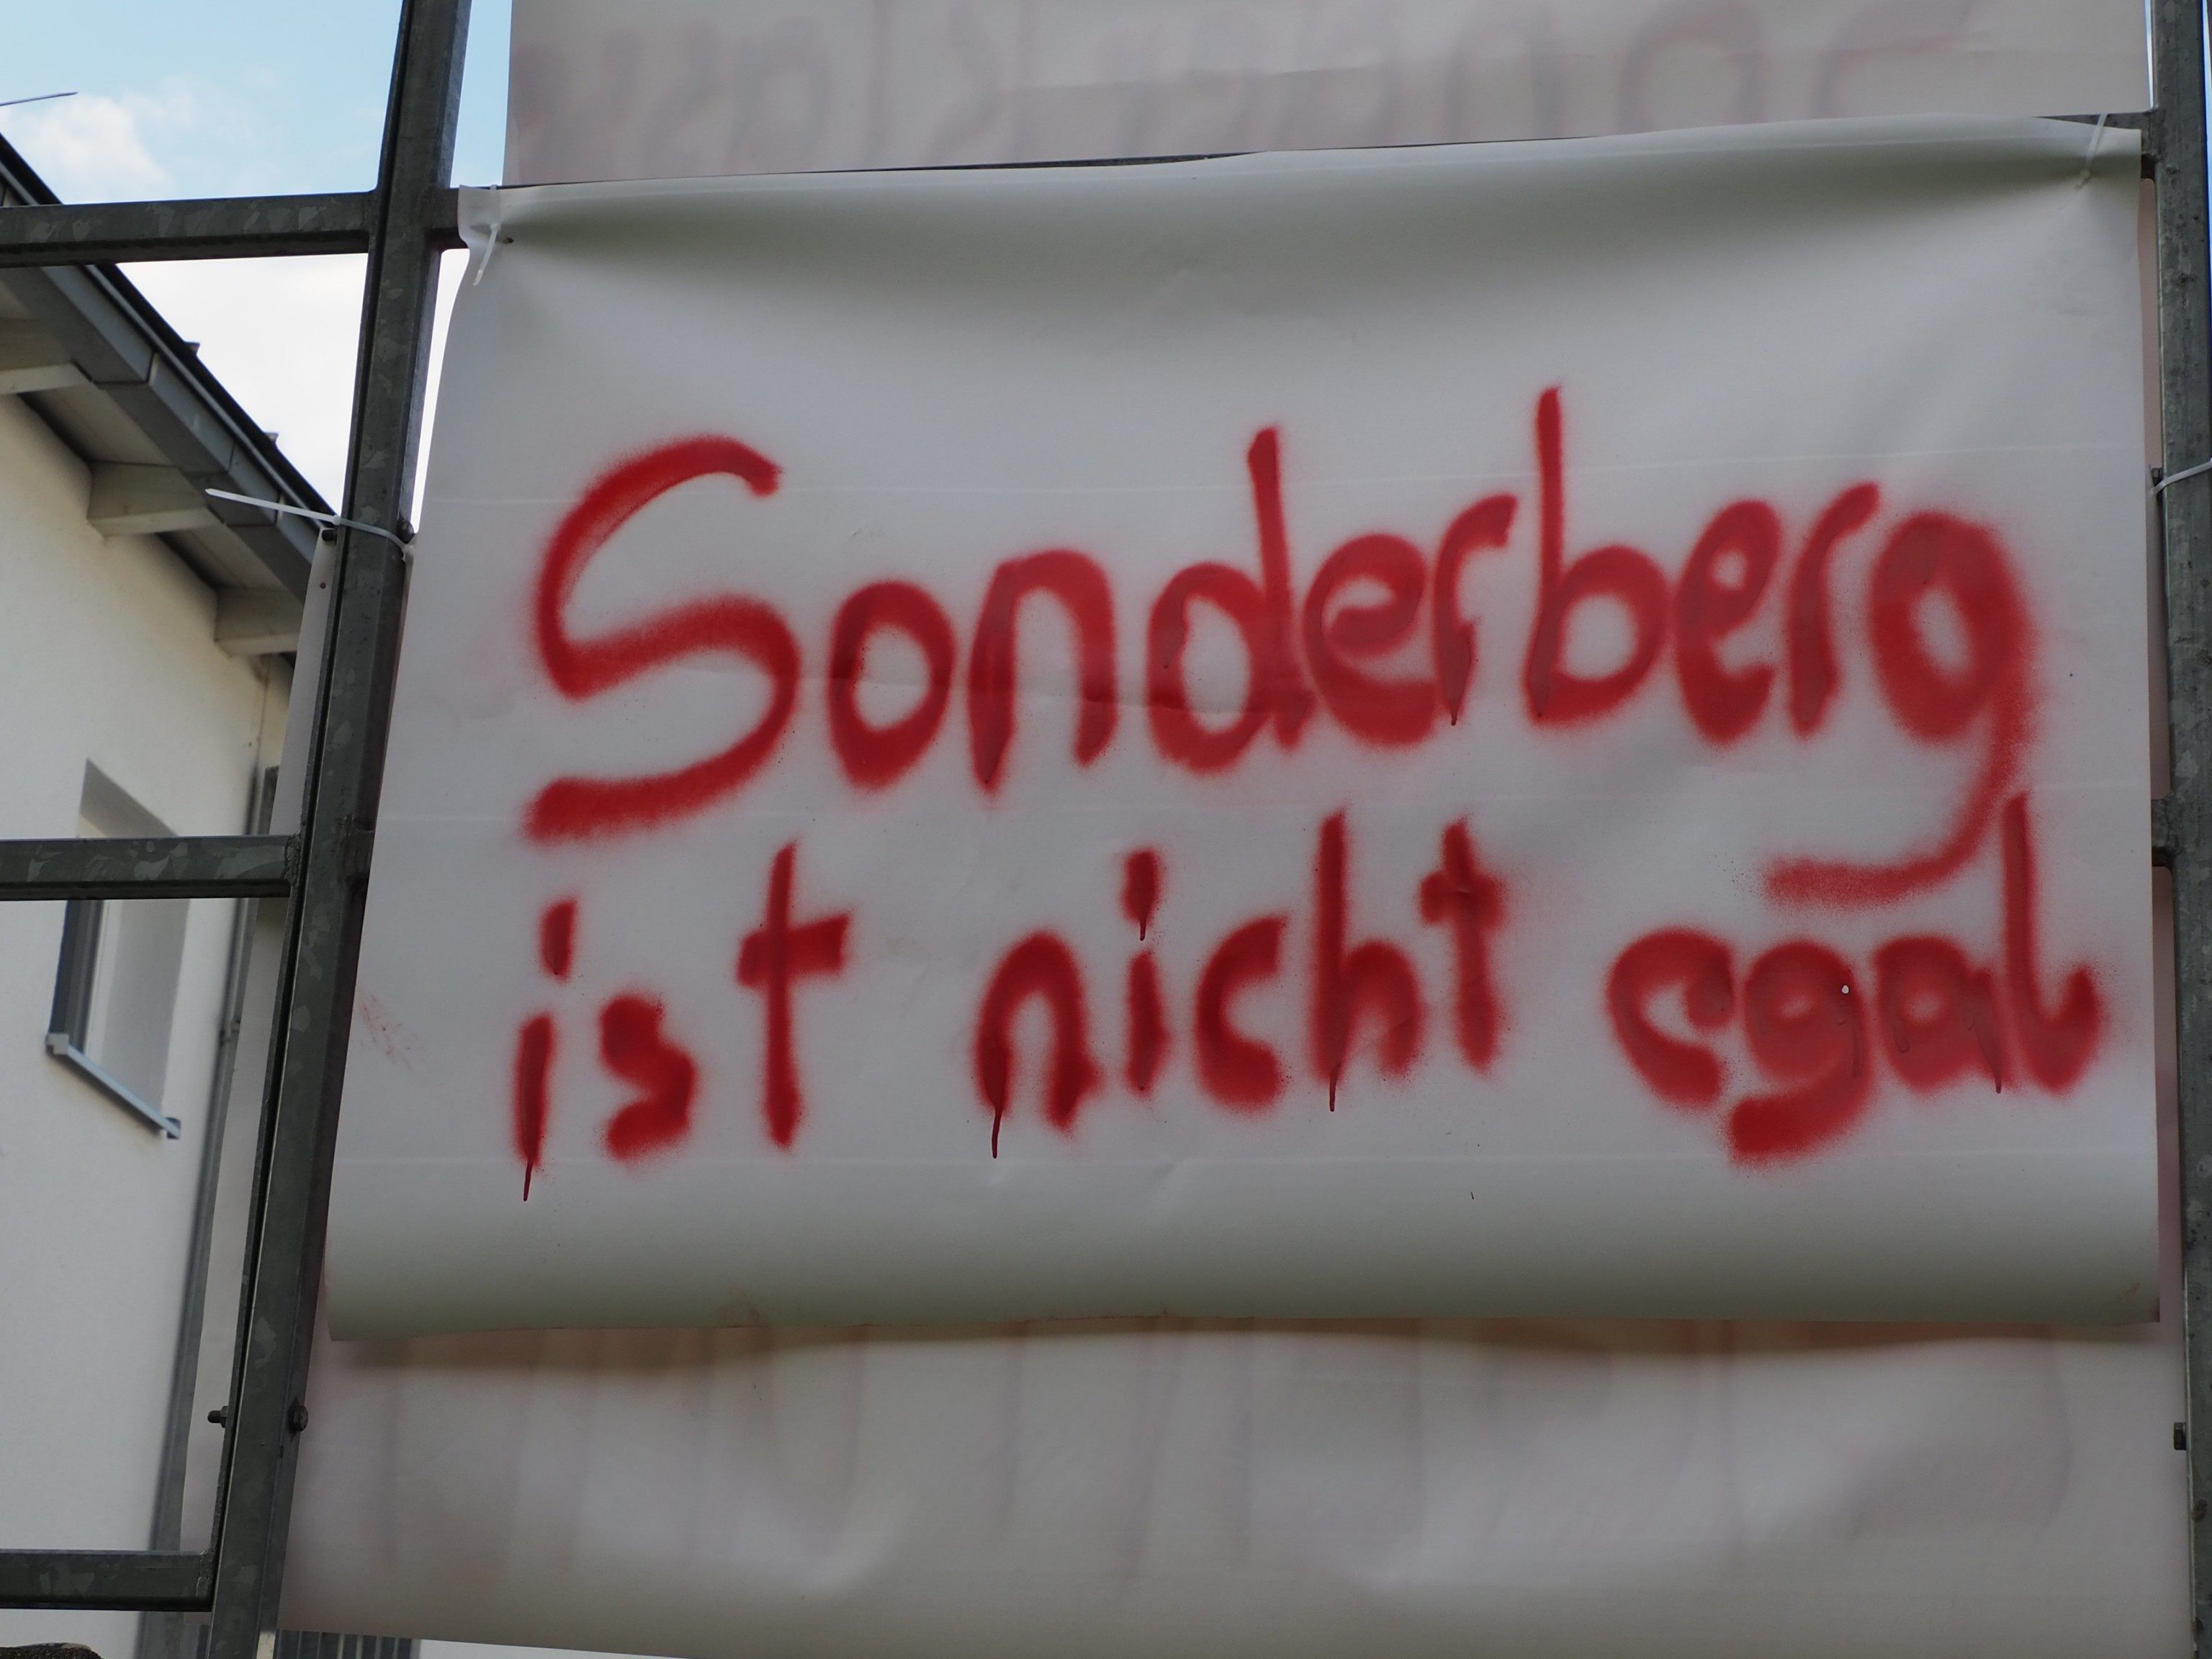 Sonderberg
ist nicht egal